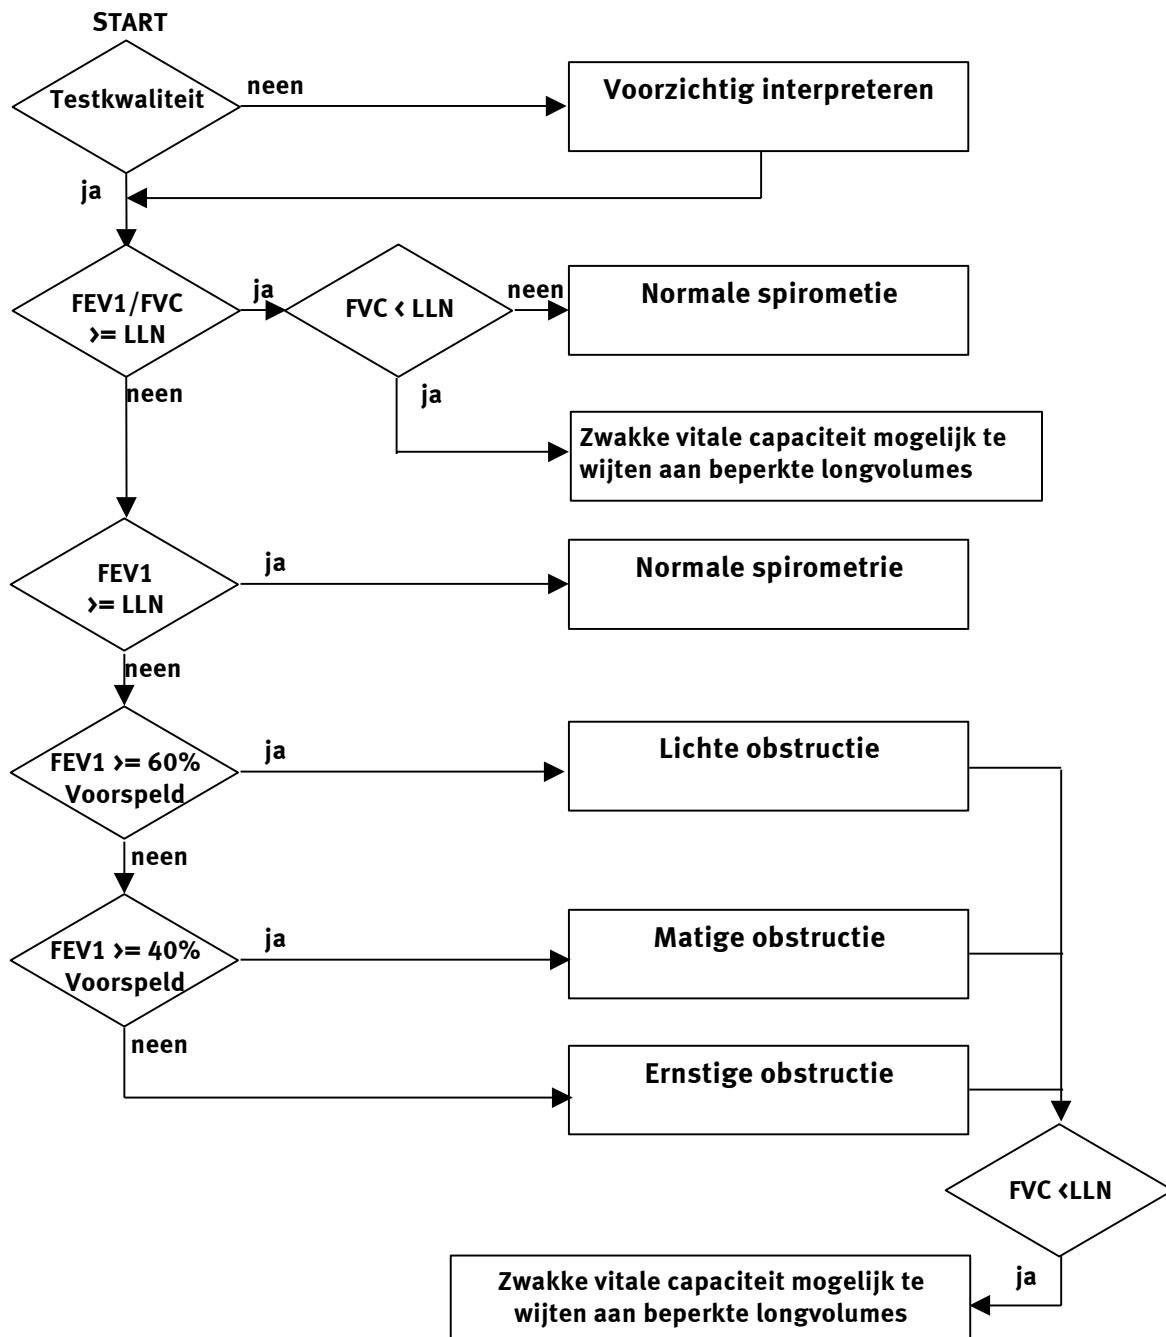 START
Testkwaliteit
neen
Voorzichtig interpreteren
ja
FEV1/FVC
>= LLN
ja
FVC < LLN
neen
Normale spirometie
neen
ja
Zwakke vitale capaciteit mogelijk te
wijten aan beperkte longvolumes
FEV1
>= LLN
ja
Normale spirometrie
neen
FEV1 >= 60%
Voorspeld
ja
Lichte obstructie
neen
FEV1 >= 40%
Voorspeld
ja
Matige obstructie
neen
Ernstige obstructie
FVC <LLN
ja
Zwakke vitale capaciteit mogelijk te
wijten aan beperkte longvolumes